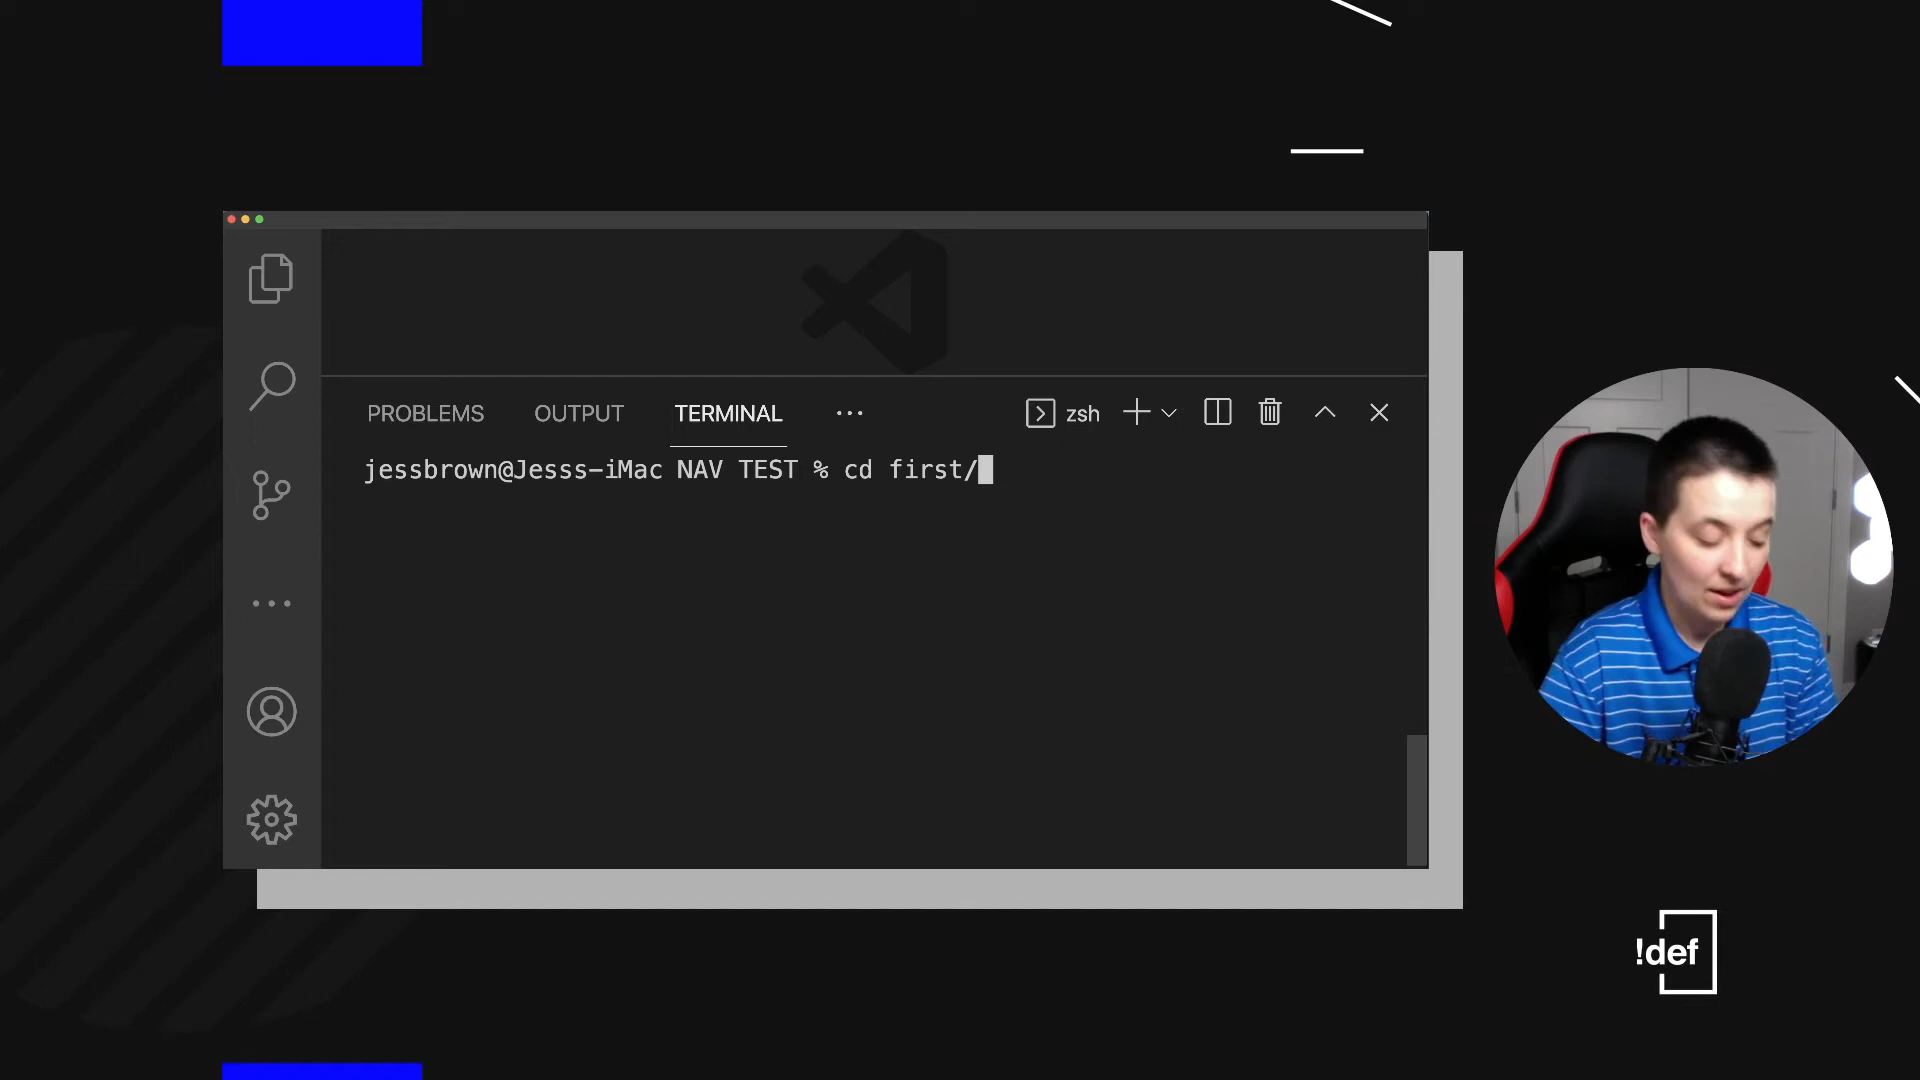 PROBLEMS OUTPUT TERMINAL ··· zsh
jessbrown@Jesss-iMac NAV TEST % cd first/
!def